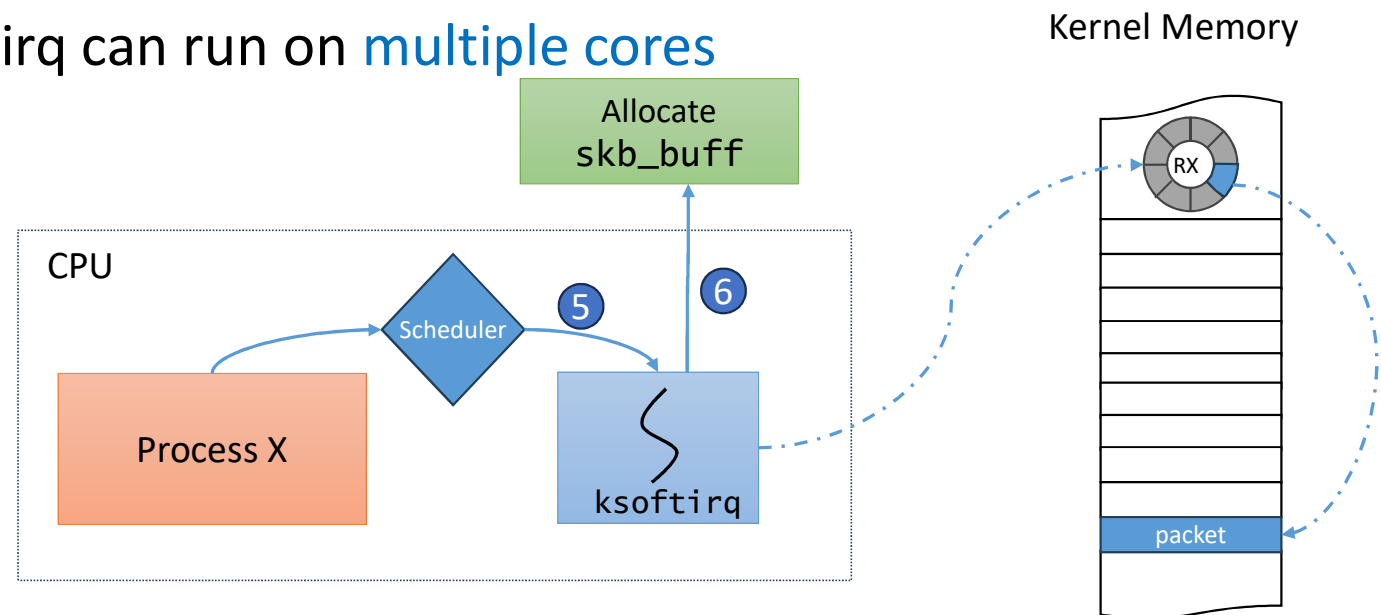 irq can run on multiple cores
Kernel Memory
Allocate
skb_buff
RX
CPU
5
6
Scheduler
Process X
ksoftirq
packet